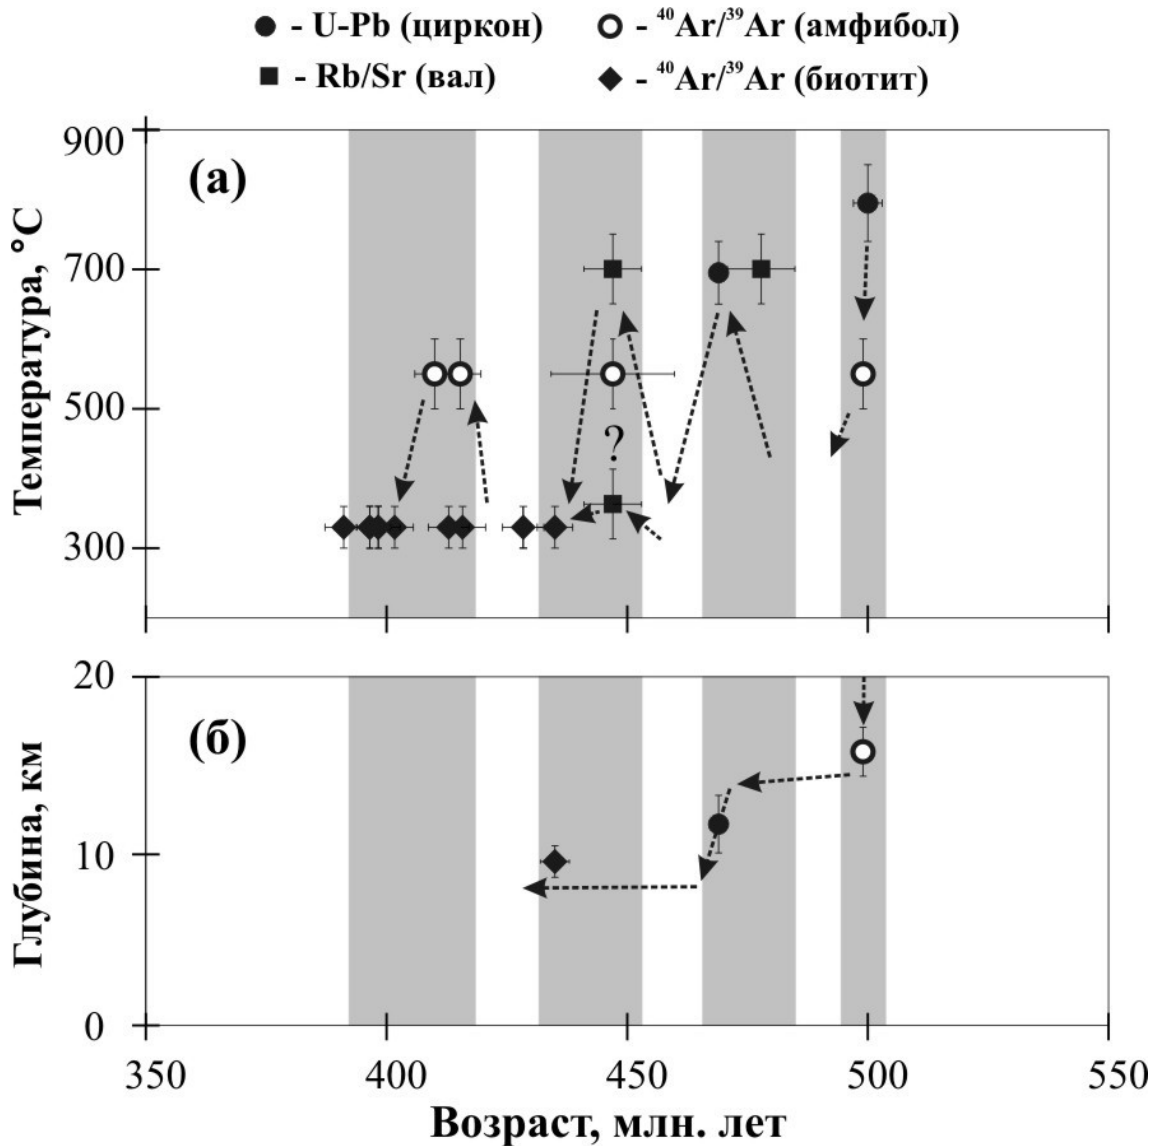 - U-Pb (циркон) - ⁴⁰Ar/³⁹Ar (амфибол)
- Rb/Sr (вал) - ⁴⁰Ar/³⁹Ar (биотит)
900
(а)
700
500
?
300
Температура, °C
20
(б)
10
0
Глубина, км
350 400 450 500 550
Возраст, млн. лет